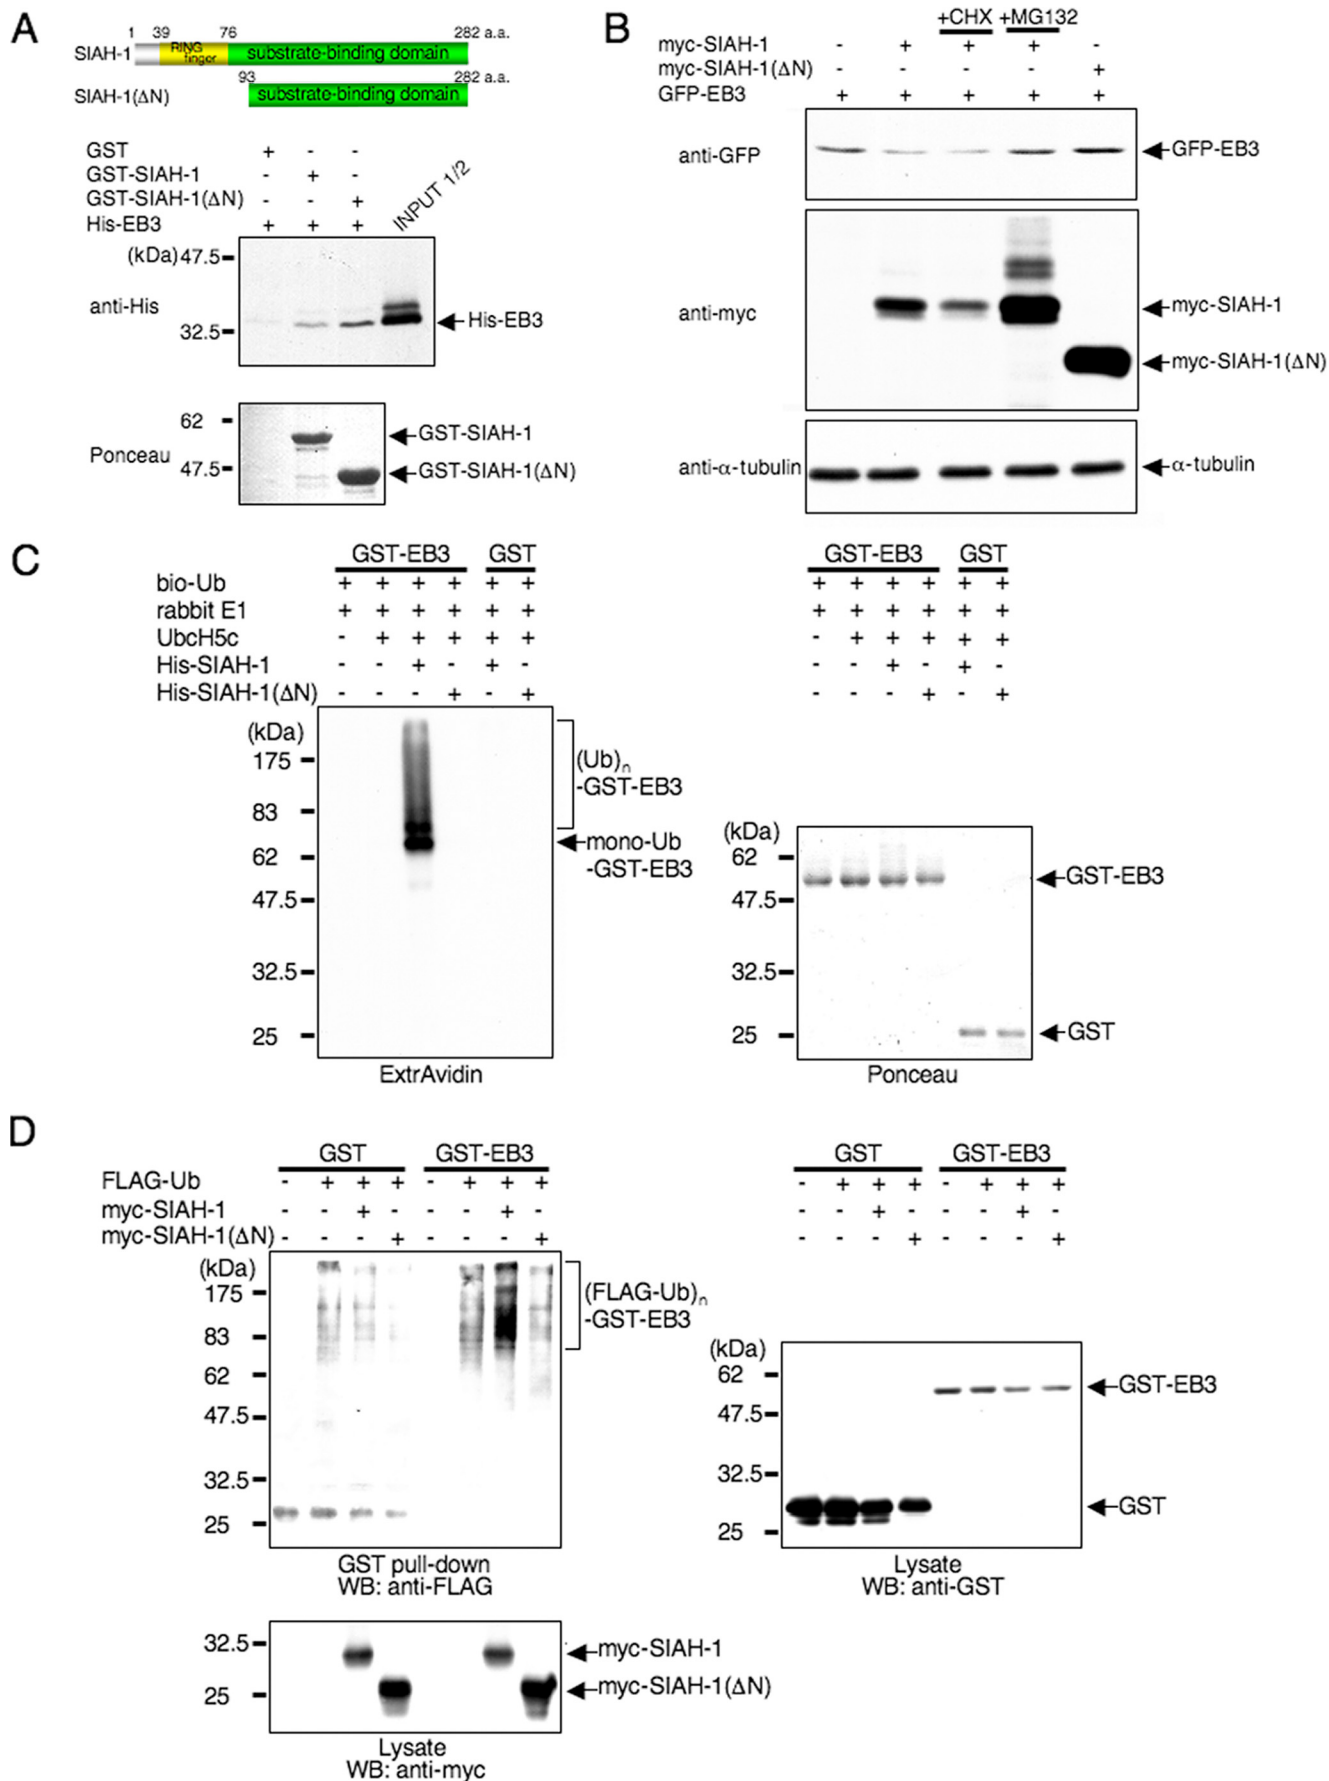 A
1 39 76 282 a.a.
SIAH-1 RING finger substrate-binding domain
93 282 a.a.
SIAH-1(ΔN) substrate-binding domain
GST + - -
GST-SIAH-1 - + -
GST-SIAH-1(ΔN) - - +
His-EB3 + + +
INPUT 1/2
(kDa) 47.5
anti-His
His-EB3
32.5
62
GST-SIAH-1
Ponceau
47.5
GST-SIAH-1(ΔN)
B
+CHX +MG132
myc-SIAH-1 - + + + -
myc-SIAH-1(ΔN) - - - - +
GFP-EB3 + + + + +
anti-GFP
GFP-EB3
anti-myc
myc-SIAH-1
myc-SIAH-1(ΔN)
anti-α-tubulin
α-tubulin
C
GST-EB3 GST
bio-Ub + + + + + +
rabbit E1 + + + + + +
UbcH5c - + + + + +
His-SIAH-1 - - + - + -
His-SIAH-1(ΔN) - - - + - +
(kDa)
175
83
62
47.5
32.5
25
(Ub)n
-GST-EB3
mono-Ub
-GST-EB3
ExtrAvidin
GST-EB3 GST
+ + + + + +
+ + + + + +
- + + + + +
- - + - + -
- - - + - +
(kDa)
62
47.5
32.5
25
GST-EB3
GST
Ponceau
D
GST GST-EB3
FLAG-Ub - + + + - + + +
myc-SIAH-1 - - + - - - + -
myc-SIAH-1(ΔN) - - - + - - - +
(kDa)
175
83
62
47.5
32.5
25
(FLAG-Ub)n
-GST-EB3
GST pull-down
WB: anti-FLAG
GST GST-EB3
- + + + - + + +
- - + - - - + -
- - - + - - - +
(kDa)
62
47.5
32.5
25
GST-EB3
GST
Lysate
WB: anti-GST
32.5
25
myc-SIAH-1
myc-SIAH-1(ΔN)
Lysate
WB: anti-myc